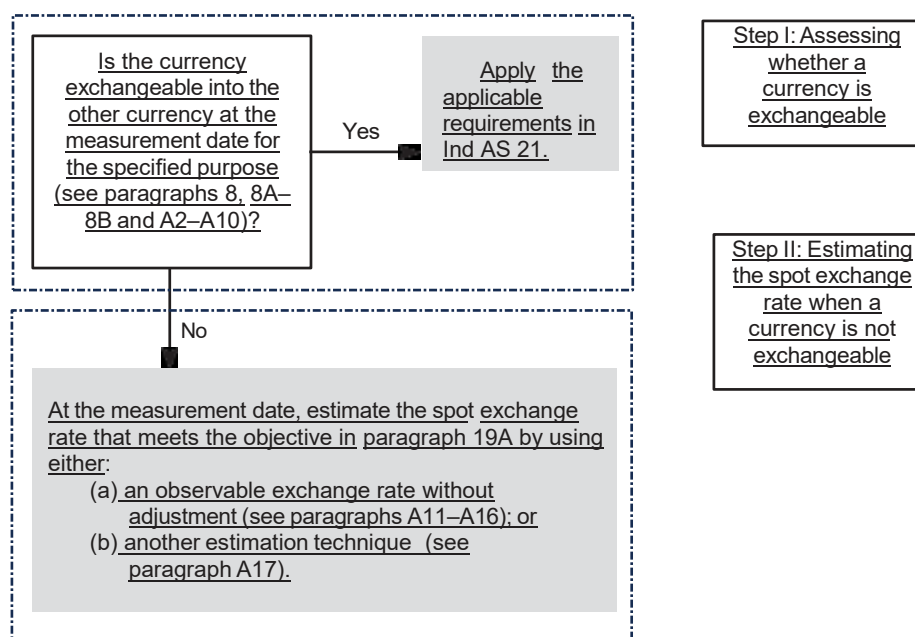 Is the currency
exchangeable into the
other currency at the
measurement date for
the specified purpose
(see paragraphs 8, 8A–
8B and A2–A10)?
Yes
Apply the
applicable
requirements in
Ind AS 21.
Step I: Assessing
whether a
currency is
exchangeable
No
At the measurement date, estimate the spot exchange
rate that meets the objective in paragraph 19A by using
either:
(a) an observable exchange rate without
adjustment (see paragraphs A11–A16); or
(b) another estimation technique (see
paragraph A17).
Step II: Estimating
the spot exchange
rate when a
currency is not
exchangeable